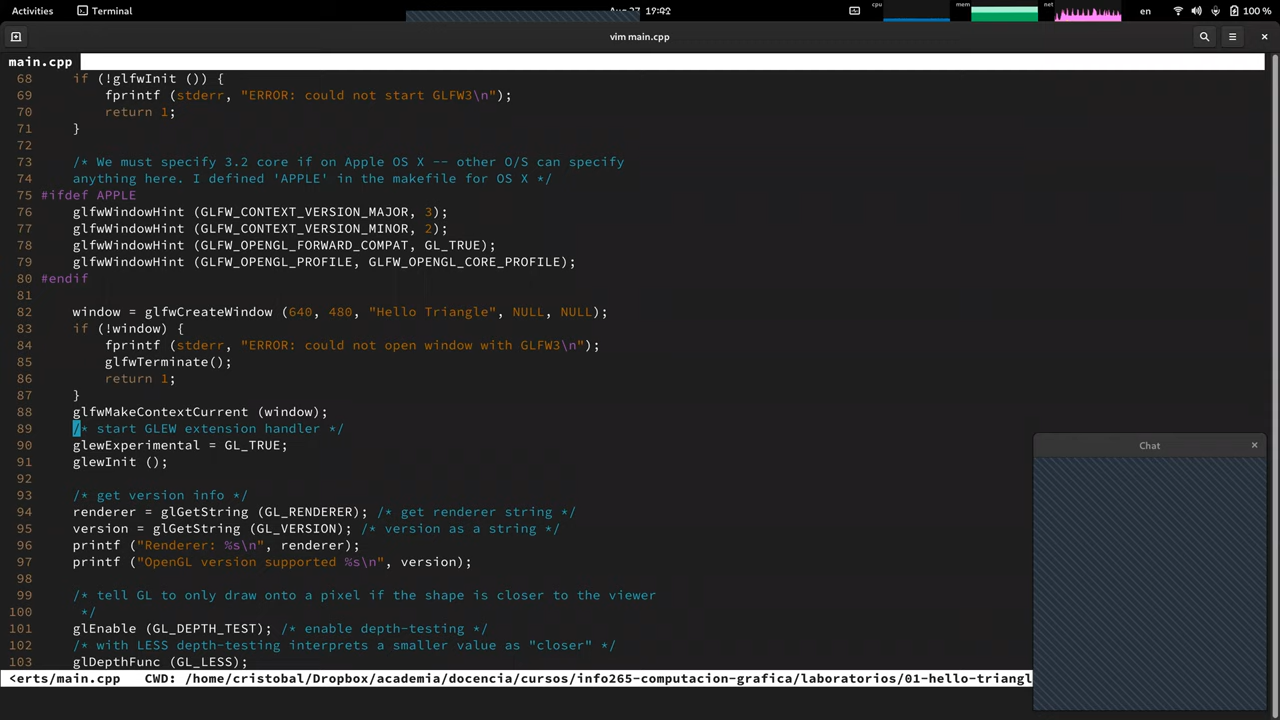 Activities Terminal Aug 27 19:02 cpu mem net en 100 %
vim main.cpp
main.cpp
68 if (!glfwInit ()) {
69 fprintf (stderr, "ERROR: could not start GLFW3\n");
70 return 1;
71 }
72
73 /* We must specify 3.2 core if on Apple OS X -- other O/S can specify
74 anything here. I defined 'APPLE' in the makefile for OS X */
75 #ifdef APPLE
76 glfwWindowHint (GLFW_CONTEXT_VERSION_MAJOR, 3);
77 glfwWindowHint (GLFW_CONTEXT_VERSION_MINOR, 2);
78 glfwWindowHint (GLFW_OPENGL_FORWARD_COMPAT, GL_TRUE);
79 glfwWindowHint (GLFW_OPENGL_PROFILE, GLFW_OPENGL_CORE_PROFILE);
80 #endif
81
82 window = glfwCreateWindow (640, 480, "Hello Triangle", NULL, NULL);
83 if (!window) {
84 fprintf (stderr, "ERROR: could not open window with GLFW3\n");
85 glfwTerminate();
86 return 1;
87 }
88 glfwMakeContextCurrent (window);
89 /* start GLEW extension handler */
90 glewExperimental = GL_TRUE;
91 glewInit ();
92
93 /* get version info */
94 renderer = glGetString (GL_RENDERER); /* get renderer string */
95 version = glGetString (GL_VERSION); /* version as a string */
96 printf ("Renderer: %s\n", renderer);
97 printf ("OpenGL version supported %s\n", version);
98
99 /* tell GL to only draw onto a pixel if the shape is closer to the viewer
100 */
101 glEnable (GL_DEPTH_TEST); /* enable depth-testing */
102 /* with LESS depth-testing interprets a smaller value as "closer" */
103 glDepthFunc (GL_LESS);
<erts/main.cpp CWD: /home/cristobal/Dropbox/academia/docencia/cursos/info265-computacion-grafica/laboratorios/01-hello-triangl
Chat